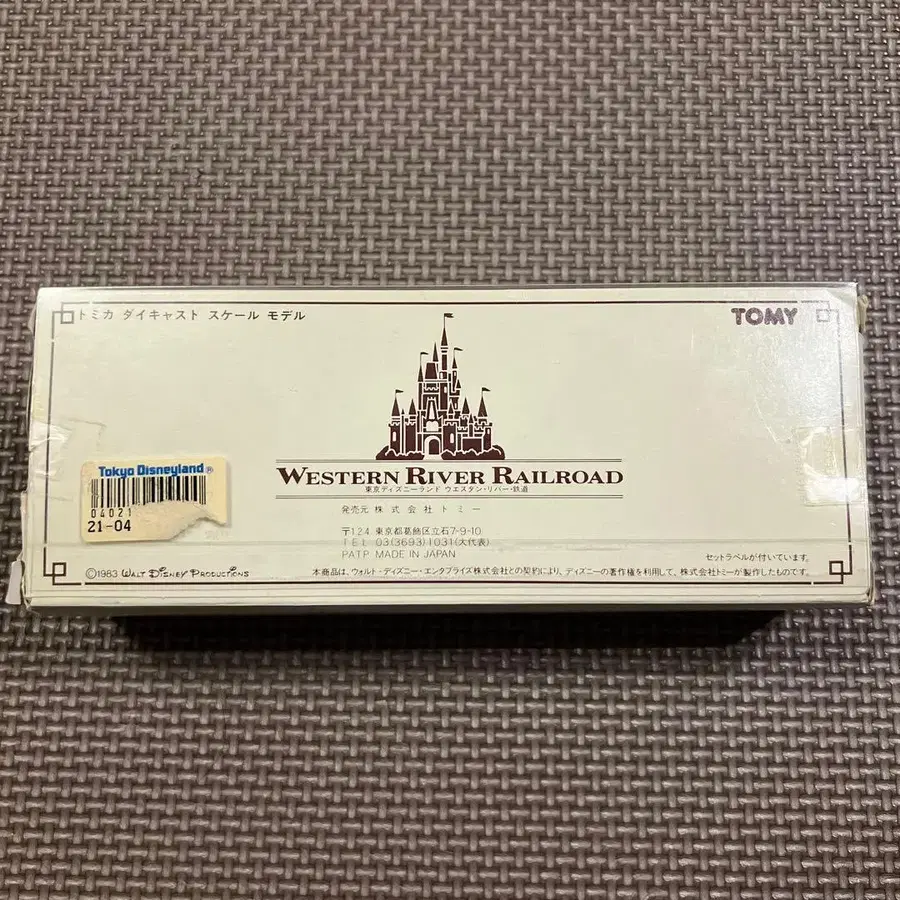 トミカ ダイキャスト スケール モデル
TOMY
WESTERN RIVER RAILROAD
東京ディズニーランド ウエスタン・リバー・鉄道
発売元 株式会社トミー
〒124 東京都葛飾区立石7-9-10
TEL 03(3693)1031(大代表)
PATP MADE IN JAPAN
Tokyo Disneyland®
04021
21-04
セットラベルが付いています。
©1983 WALT DISNEY PRODUCTIONS
本商品は、ウォルト・ディズニー・エンタプライズ株式会社との契約により、ディズニーの著作権を利用して、株式会社トミーが製作したものです。